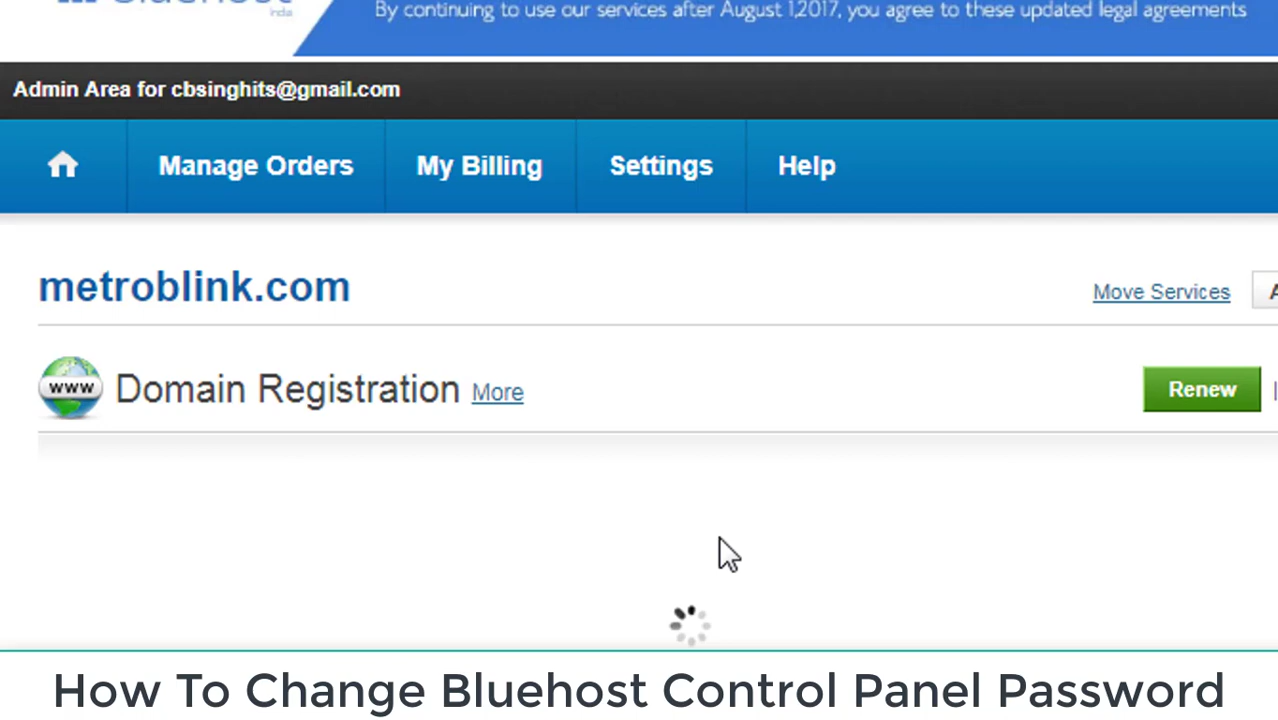 Bluehost
india
By continuing to use our services after August 1,2017, you agree to these updated legal agreements
Admin Area for cbsinghits@gmail.com
Manage Orders
My Billing
Settings
Help
metroblink.com
Move Services
A
www
Domain Registration More
Renew
How To Change Bluehost Control Panel Password